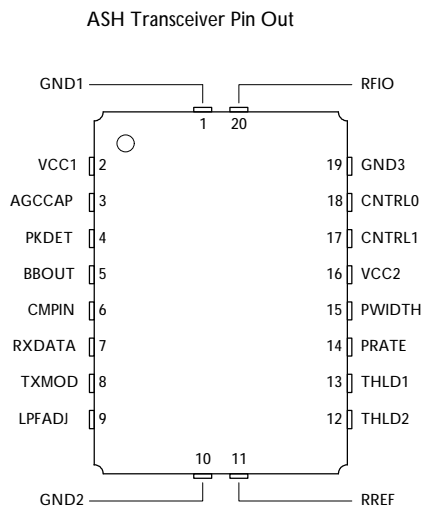 ASH Transceiver Pin Out
GND1 RFIO
1 20
VCC1 2 19 GND3
AGCCAP 3 18 CNTRL0
PKDET 4 17 CNTRL1
BBOUT 5 16 VCC2
CMPIN 6 15 PWIDTH
RXDATA 7 14 PRATE
TXMOD 8 13 THLD1
LPFADJ 9 12 THLD2
10 11
GND2 RREF